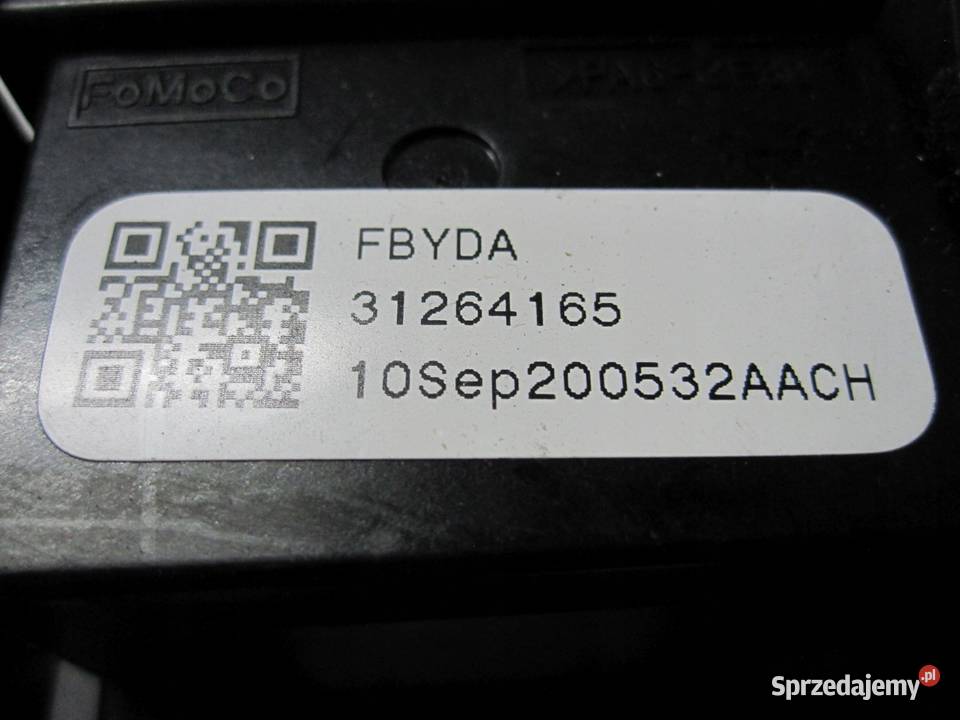 FoMoCo
FBYDA
31264165
10Sep200532AACH
Sprzedajemy.pl